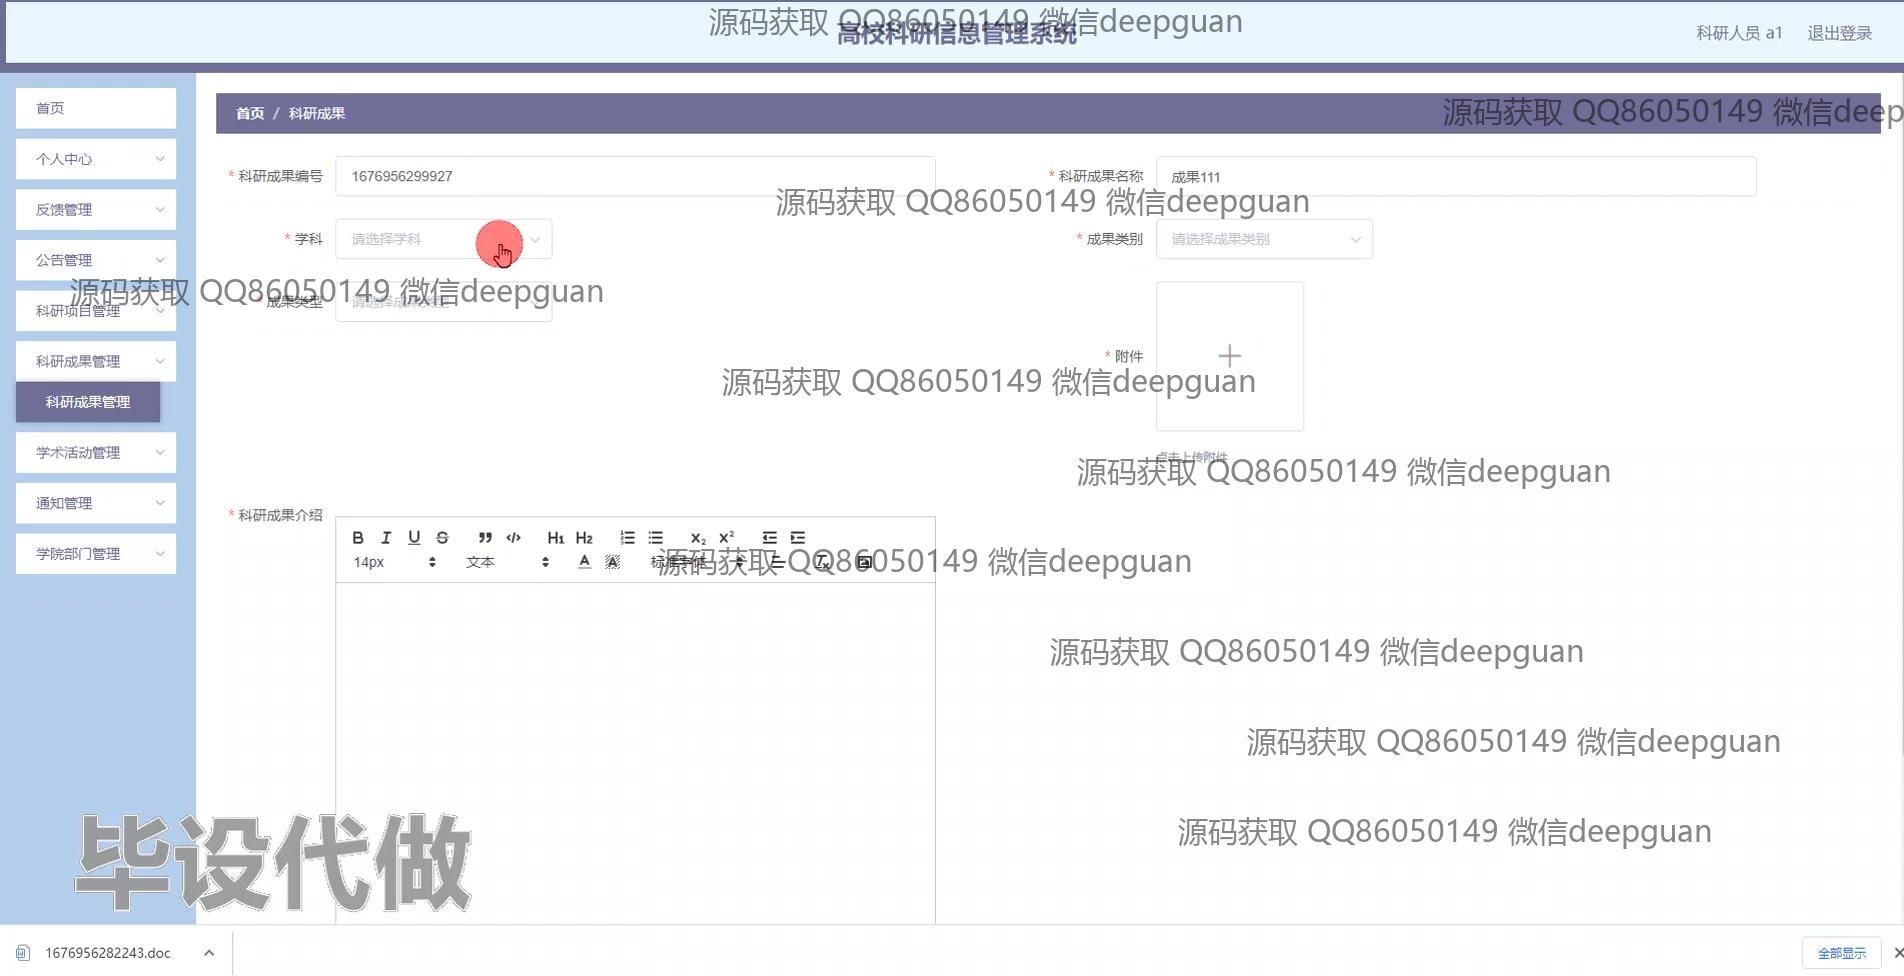 源码获取 QQ86050149 微信deepguan
高校科研信息管理系统
科研人员 a1
退出登录
首页
个人中心
反馈管理
公告管理
科研项目管理
科研成果管理
科研成果管理
学术活动管理
通知管理
学院部门管理
首页 / 科研成果
源码获取 QQ86050149 微信deep
* 科研成果编号 1676956299927
* 科研成果名称 成果111
源码获取 QQ86050149 微信deepguan
* 学科 请选择学科
* 成果类别 请选择成果类别
源码获取 QQ86050149 微信deepguan
* 成果类型 请选择成果类型
* 附件
源码获取 QQ86050149 微信deepguan
点击上传附件
源码获取 QQ86050149 微信deepguan
* 科研成果介绍
B I U S H1 H2 X2 X2
14px 文本 A A 标准字体
源码获取 QQ86050149 微信deepguan
源码获取 QQ86050149 微信deepguan
源码获取 QQ86050149 微信deepguan
源码获取 QQ86050149 微信deepguan
毕设代做
1676956282243.doc
全部显示